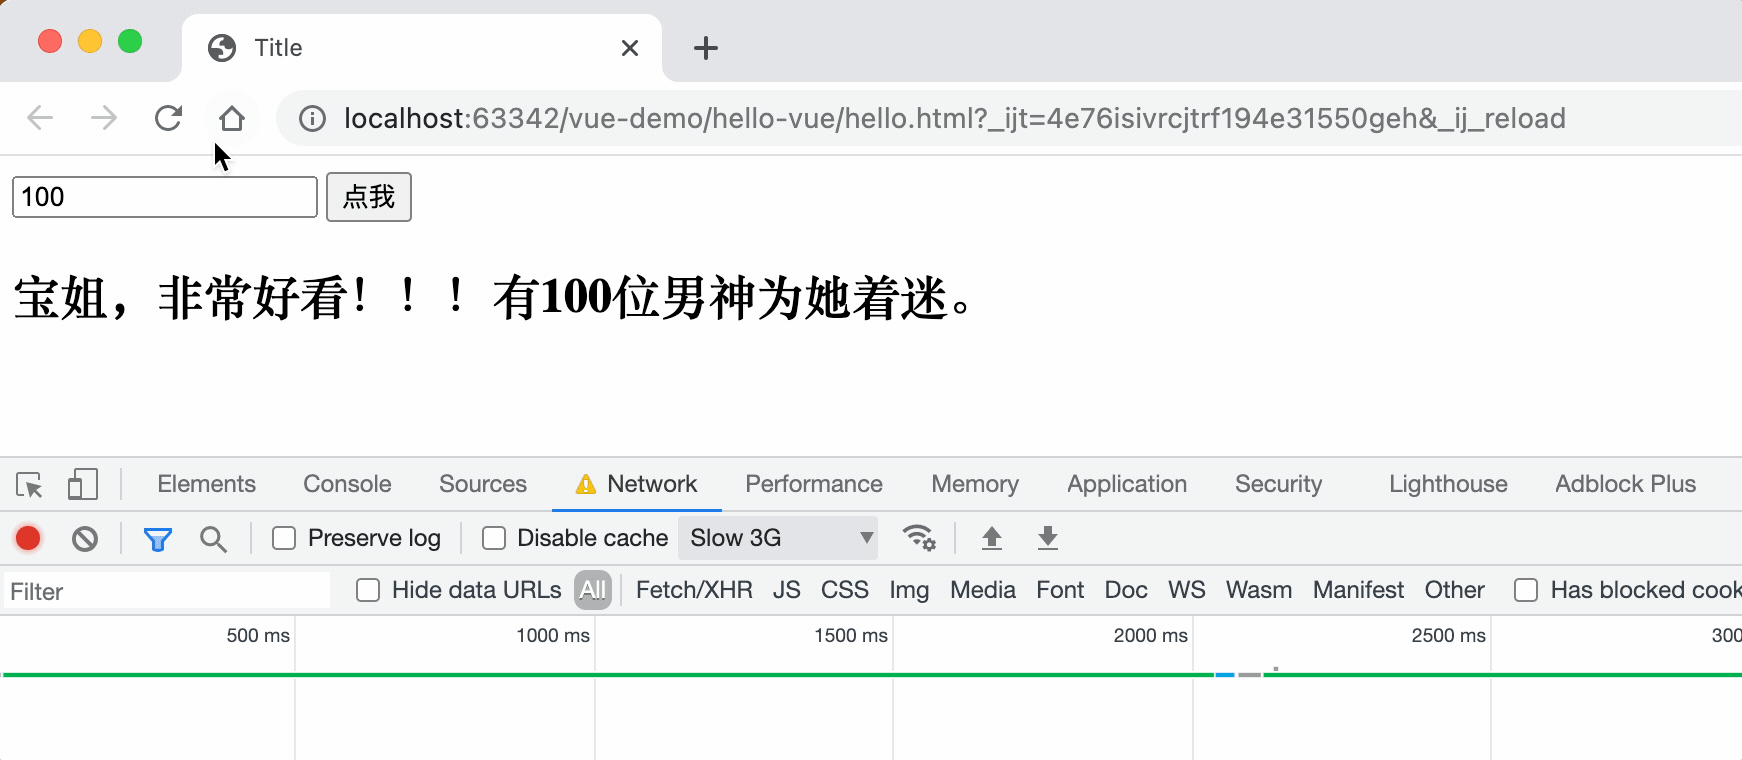 Title
localhost:63342/vue-demo/hello-vue/hello.html?_ijt=4e76isivrcjtrf194e31550geh&_ij_reload
100 点我
宝姐，非常好看！！！有100位男神为她着迷。
Elements Console Sources Network Performance Memory Application Security Lighthouse Adblock Plus
Preserve log Disable cache Slow 3G
Filter Hide data URLs All Fetch/XHR JS CSS Img Media Font Doc WS Wasm Manifest Other Has blocked cook
500 ms 1000 ms 1500 ms 2000 ms 2500 ms 300